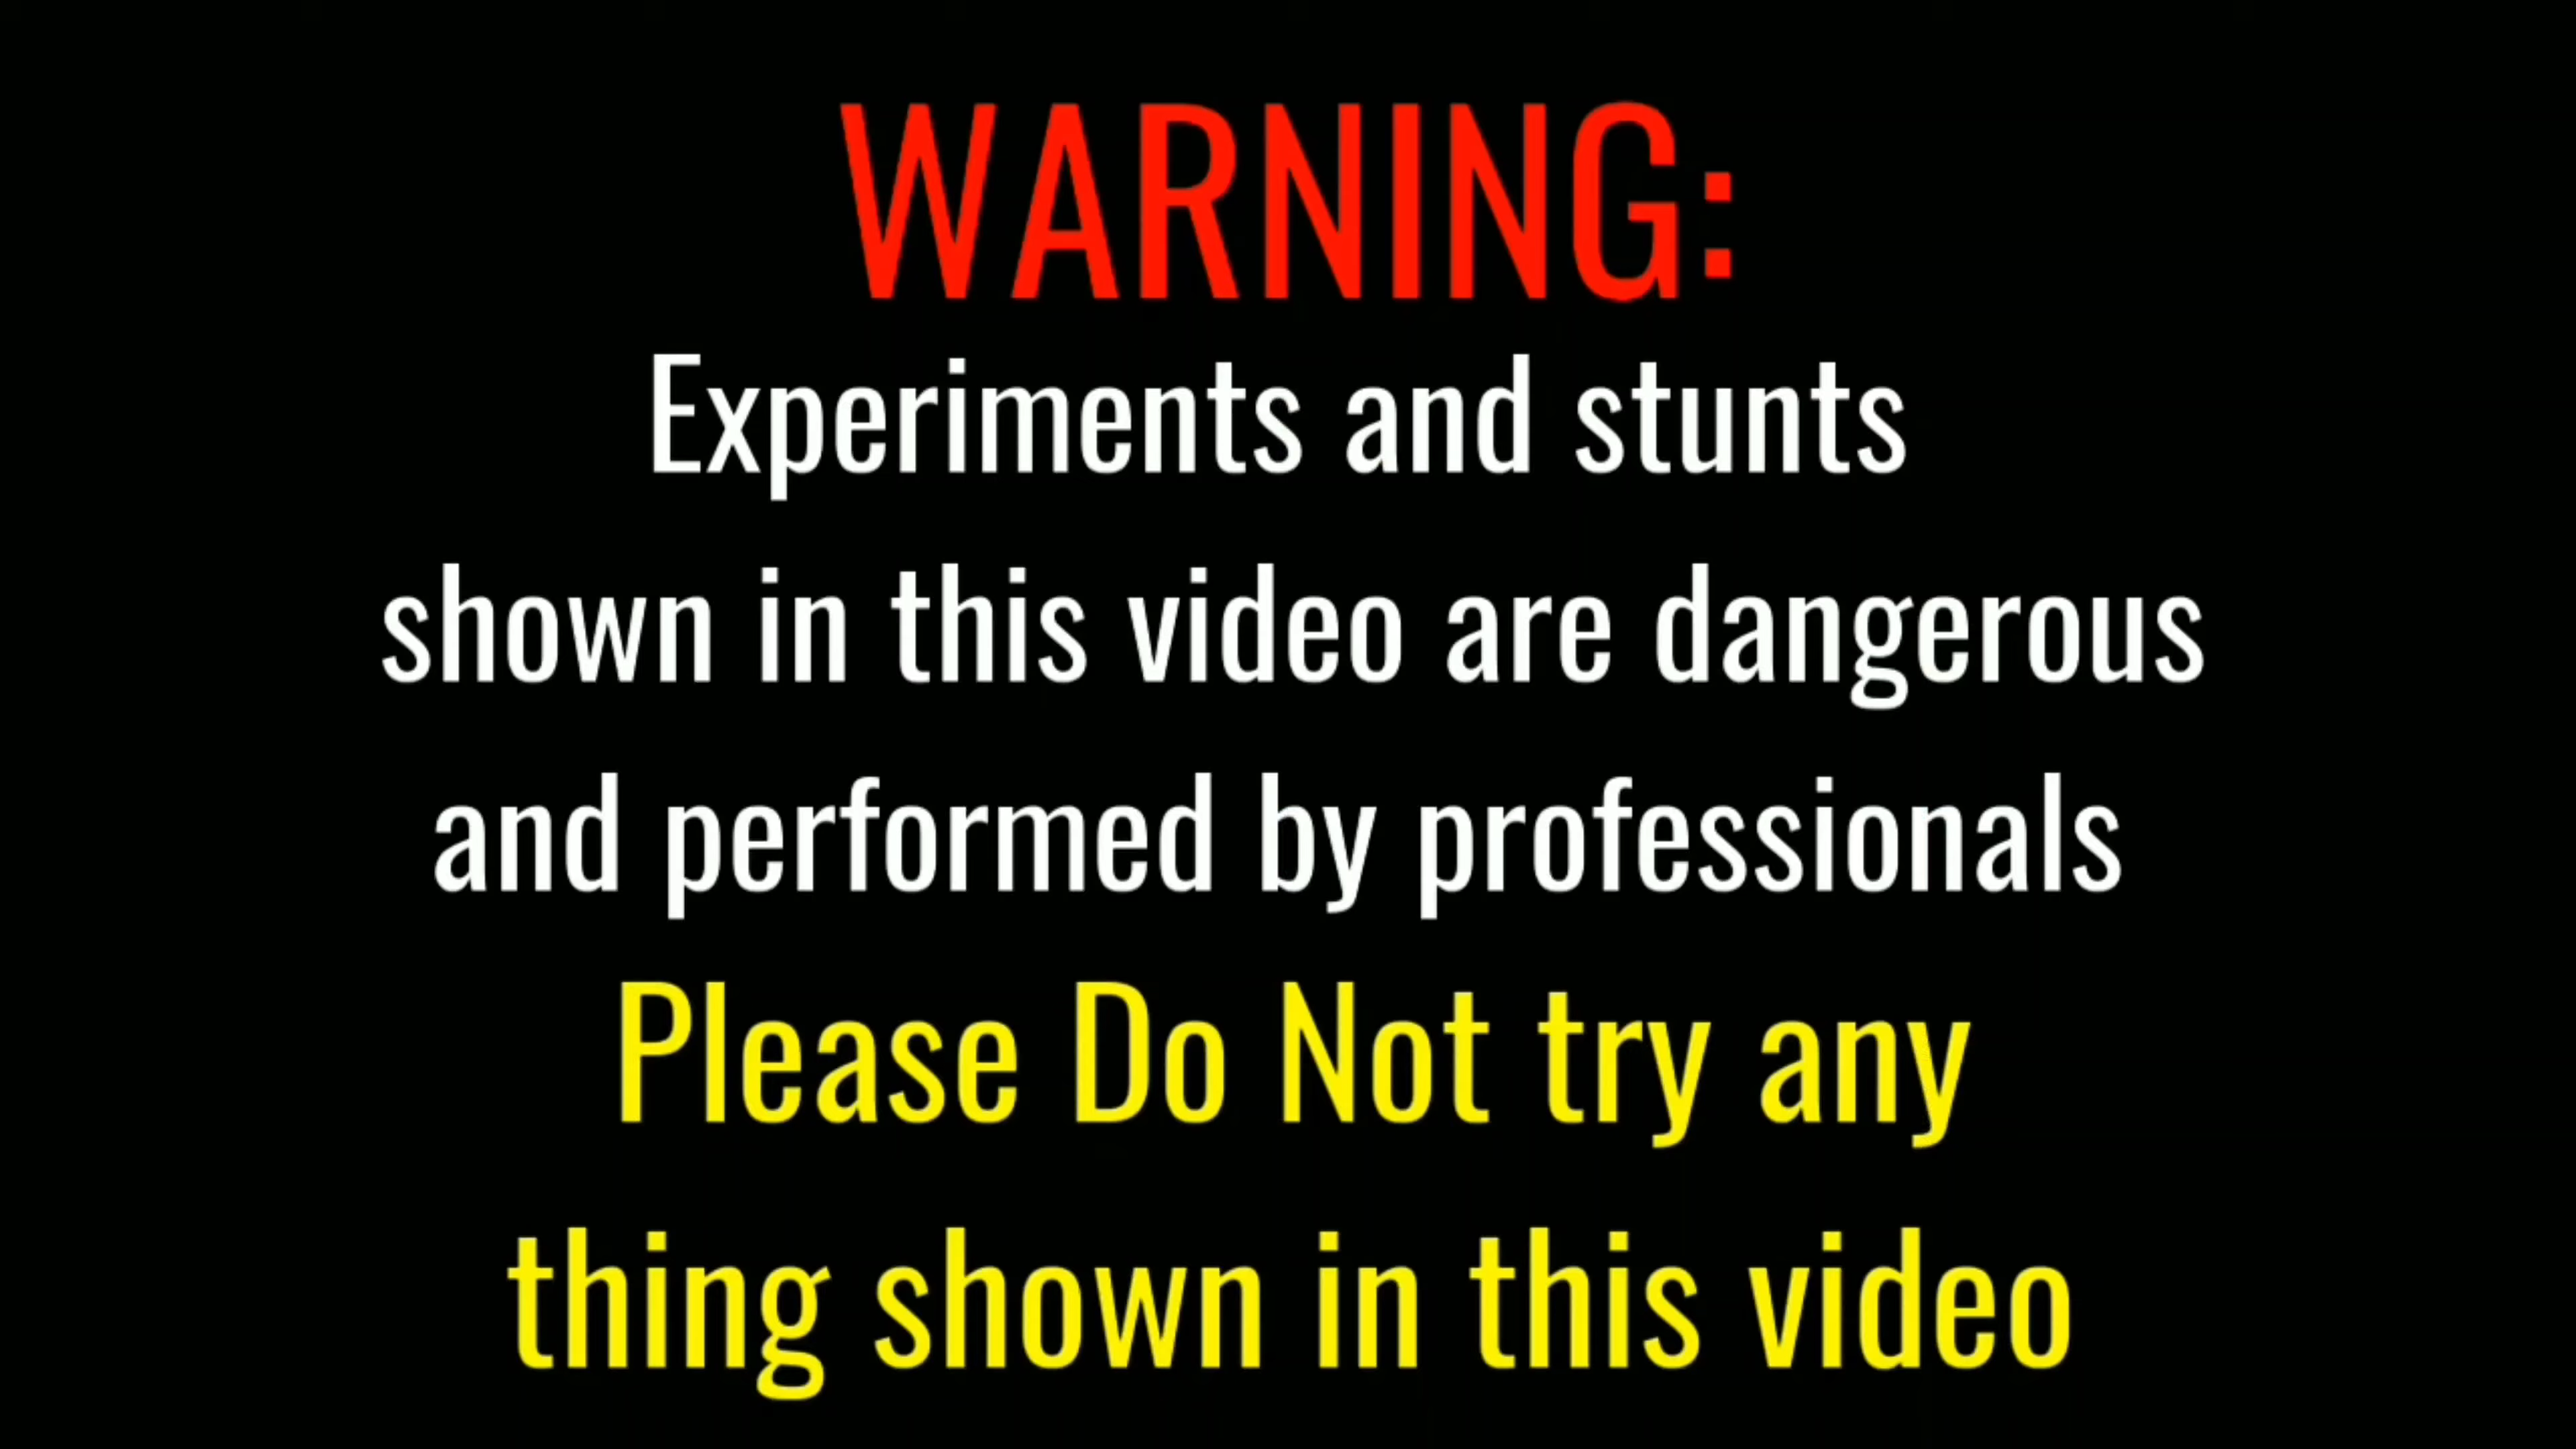 WARNING:
Experiments and stunts
shown in this video are dangerous
and performed by professionals
Please Do Not try any
thing shown in this video